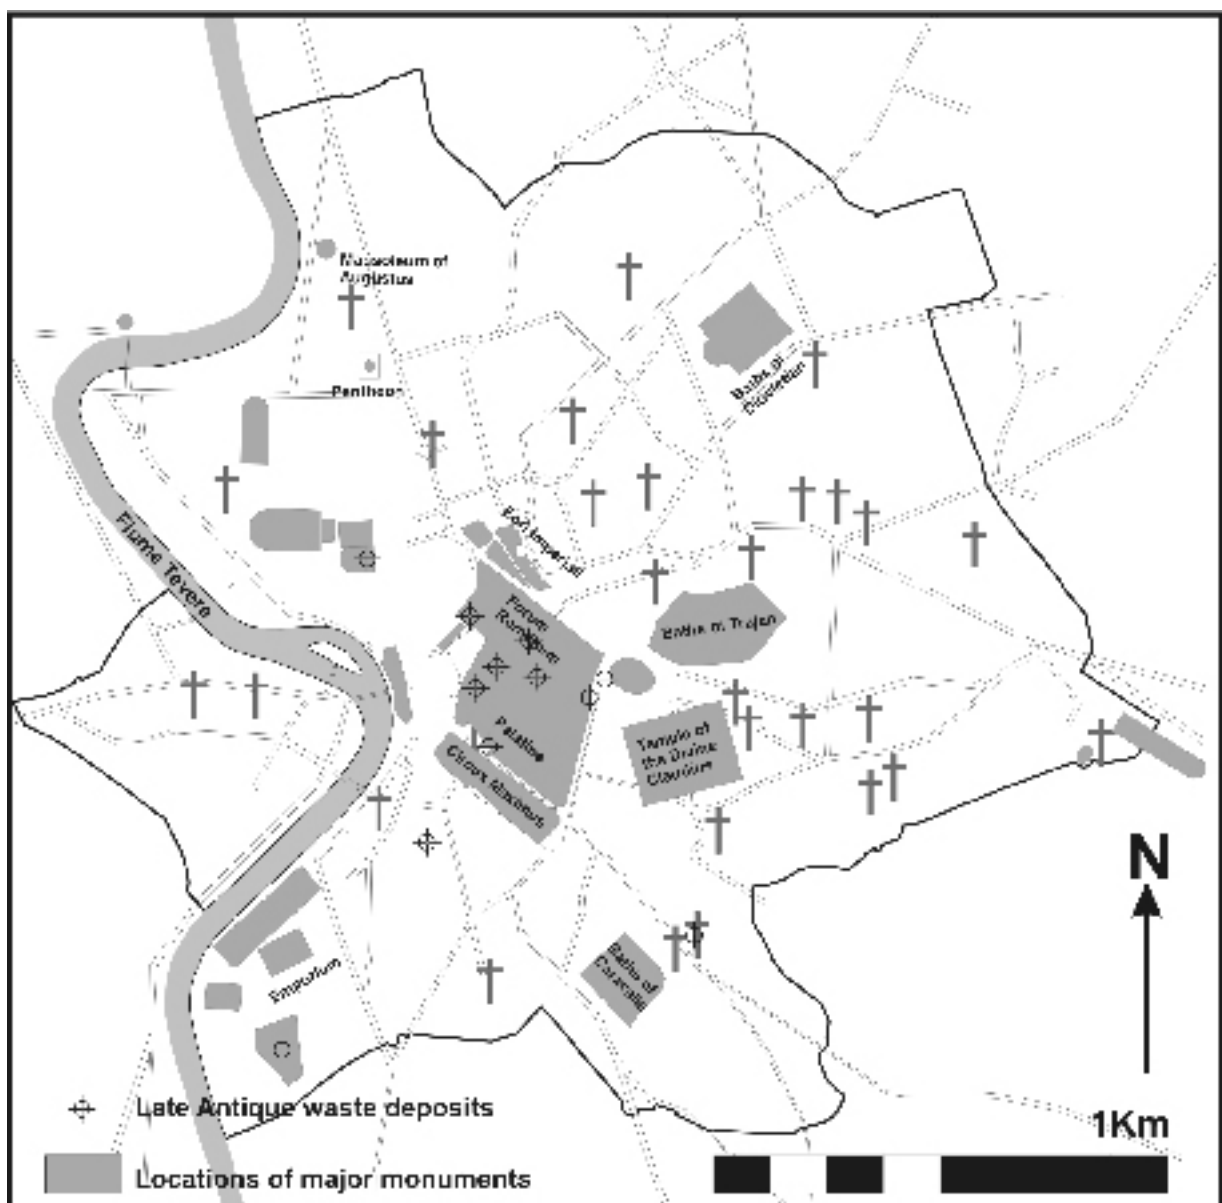 Mausoleum of
Augustus
Pantheon
Baths of
Diocletian
Fiume Tevere
Fori Imperiali
Forum
Romanum
Baths of Trajan
Palatine
Temple of
the Divine
Claudius
Circus Maximus
Baths of
Caracalla
Emporium
N
Late Antique waste deposits
1Km
Locations of major monuments